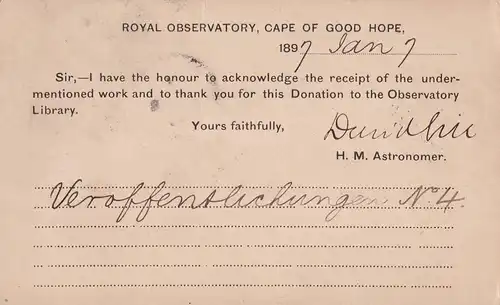 ROYAL OBSERVATORY, CAPE OF GOOD HOPE,
1897 Jan 7
Sir,—I have the honour to acknowledge the receipt of the under-
mentioned work and to thank you for this Donation to the Observatory
Library.
Yours faithfully,
David Gill
H. M. Astronomer.
Veroffentlichungen No 4.